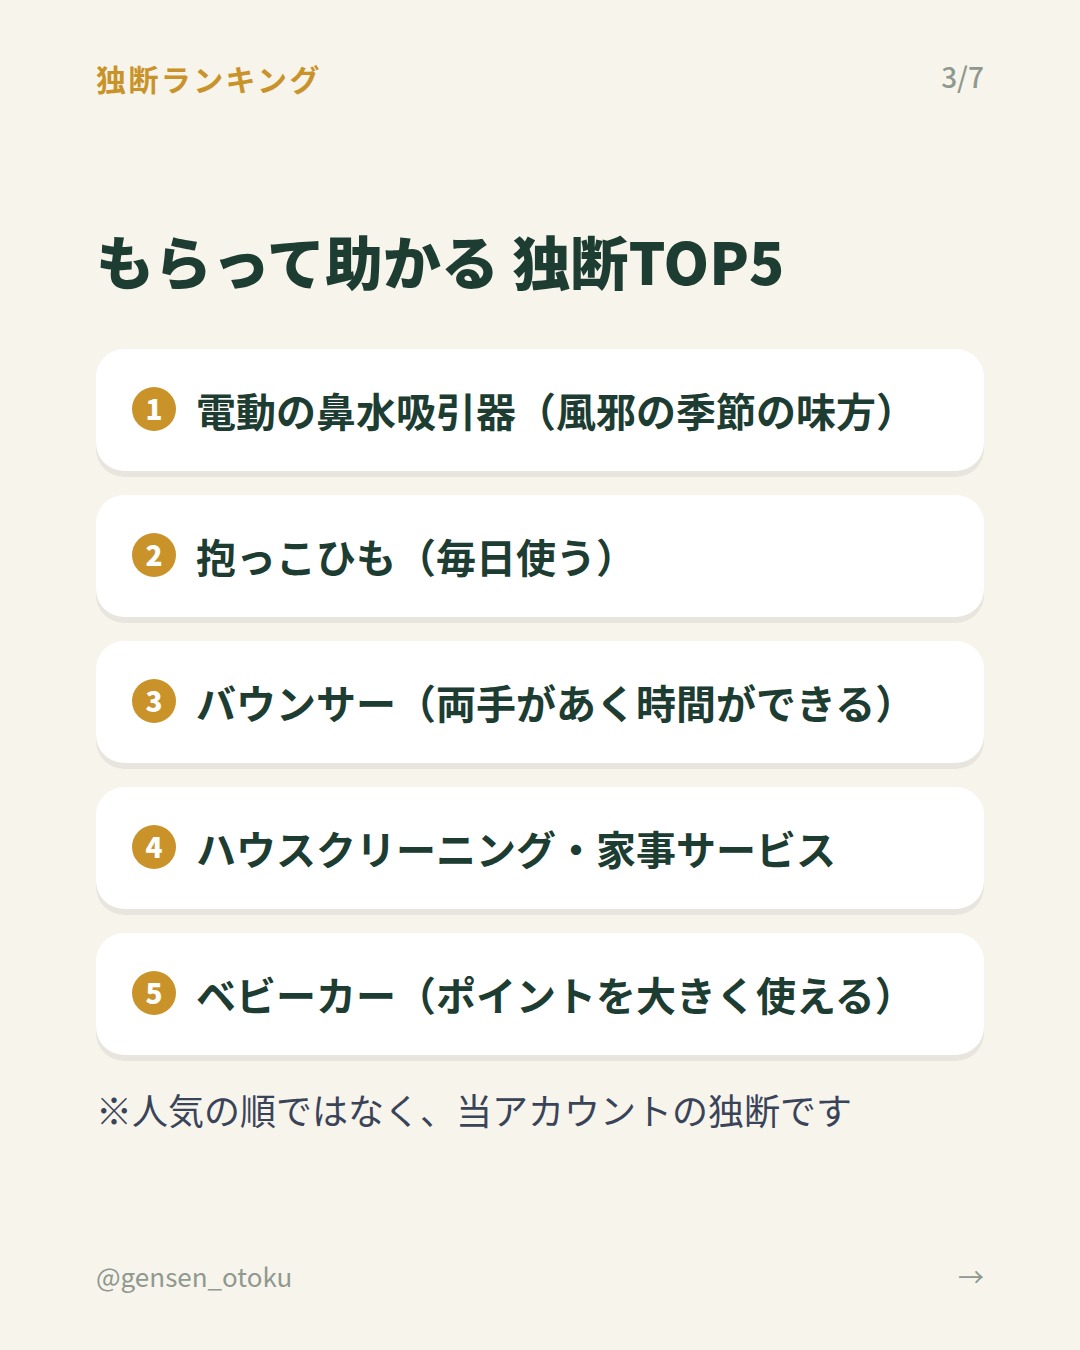 独断ランキング
3/7
もらって助かる 独断TOP5
1 電動の鼻水吸引器（風邪の季節の味方）
2 抱っこひも（毎日使う）
3 バウンサー（両手があく時間ができる）
4 ハウスクリーニング・家事サービス
5 ベビーカー（ポイントを大きく使える）
※人気の順ではなく、当アカウントの独断です
@gensen_otoku
→